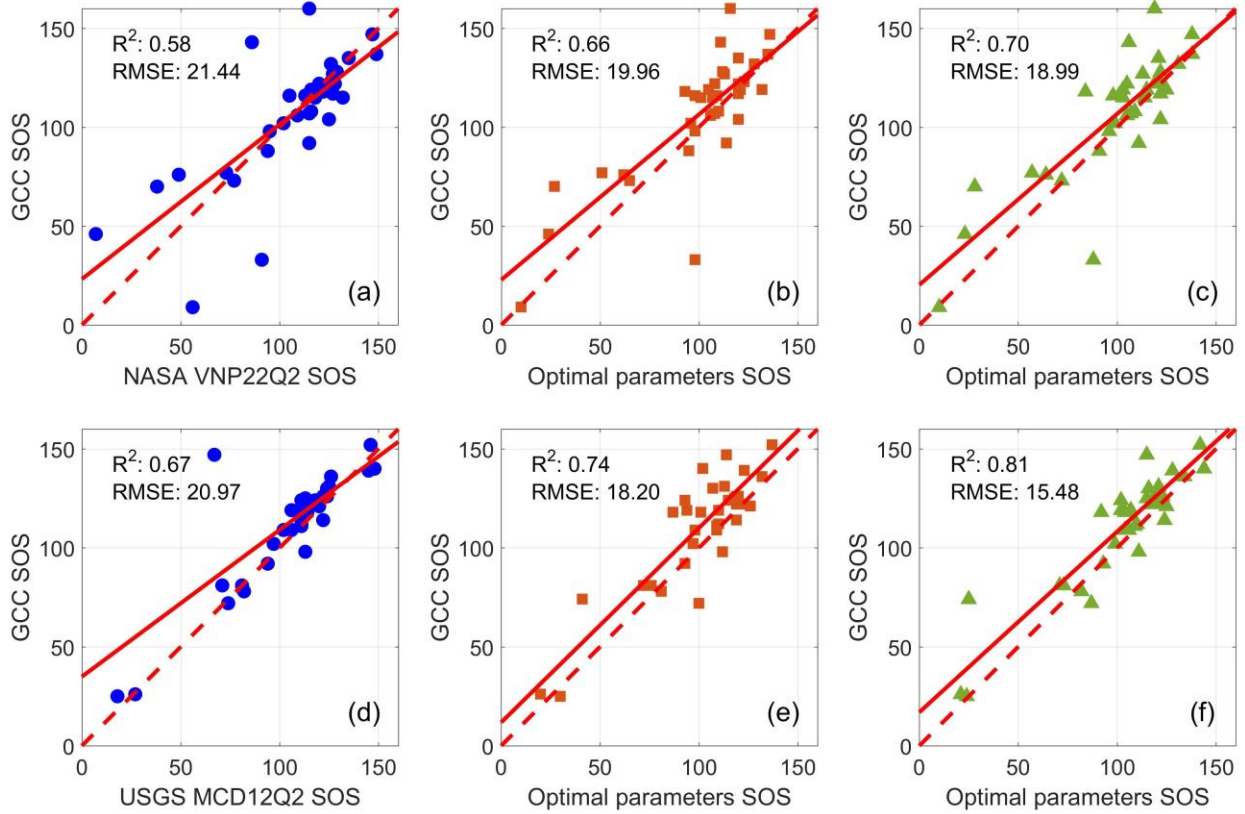 150
100
50
0
GCC SOS
R²: 0.58
RMSE: 21.44
(a)
0 50 100 150
NASA VNP22Q2 SOS
150
100
50
0
GCC SOS
R²: 0.66
RMSE: 19.96
(b)
0 50 100 150
Optimal parameters SOS
150
100
50
0
GCC SOS
R²: 0.70
RMSE: 18.99
(c)
0 50 100 150
Optimal parameters SOS
150
100
50
0
GCC SOS
R²: 0.67
RMSE: 20.97
(d)
0 50 100 150
USGS MCD12Q2 SOS
150
100
50
0
GCC SOS
R²: 0.74
RMSE: 18.20
(e)
0 50 100 150
Optimal parameters SOS
150
100
50
0
GCC SOS
R²: 0.81
RMSE: 15.48
(f)
0 50 100 150
Optimal parameters SOS